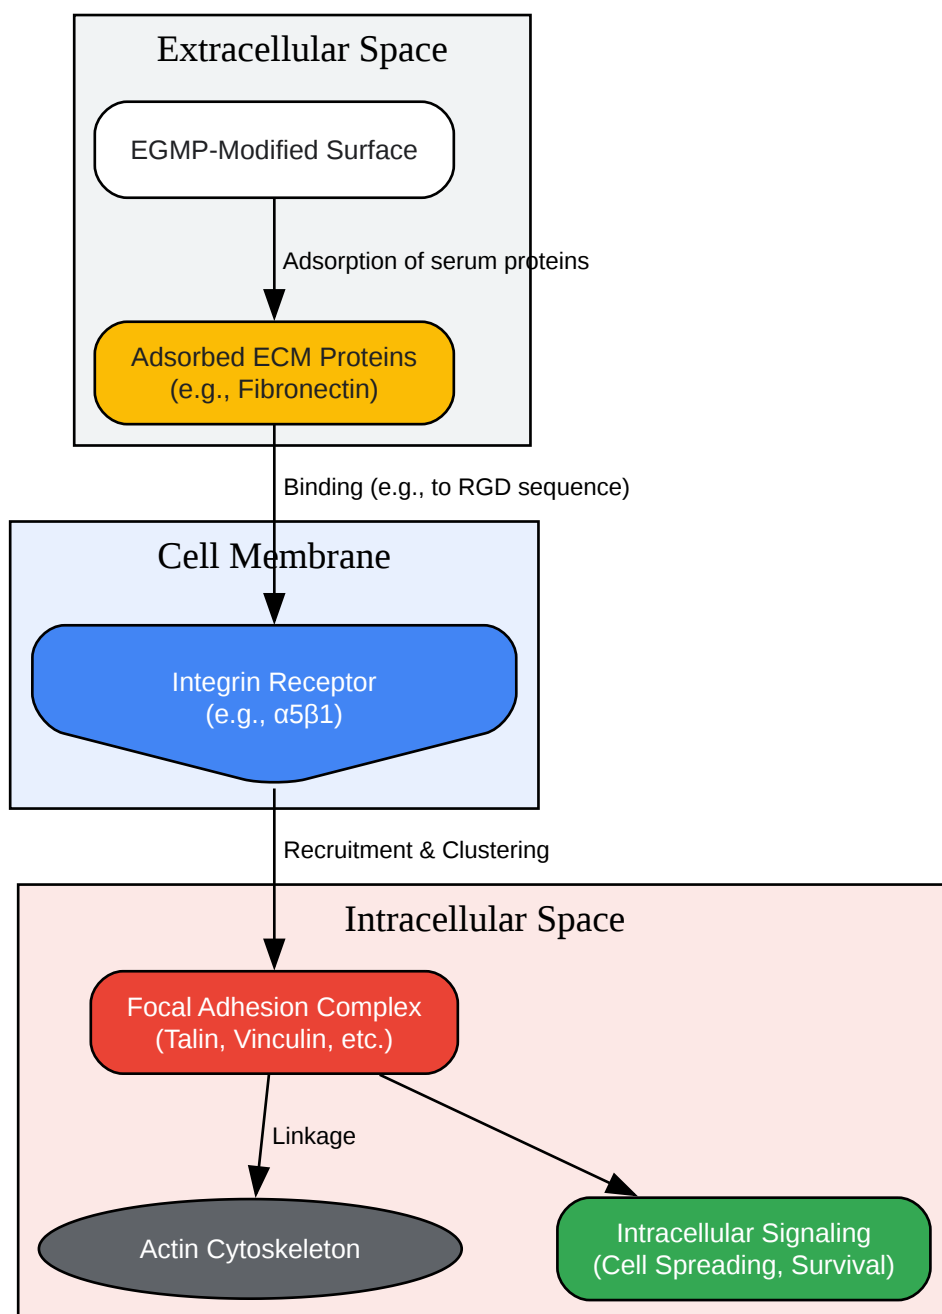 Extracellular Space
EGMP-Modified Surface
Adsorption of serum proteins
Adsorbed ECM Proteins
(e.g., Fibronectin)
Binding (e.g., to RGD sequence)
Cell Membrane
Integrin Receptor
(e.g., α5β1)
Recruitment & Clustering
Intracellular Space
Focal Adhesion Complex
(Talin, Vinculin, etc.)
Linkage
Actin Cytoskeleton
Intracellular Signaling
(Cell Spreading, Survival)